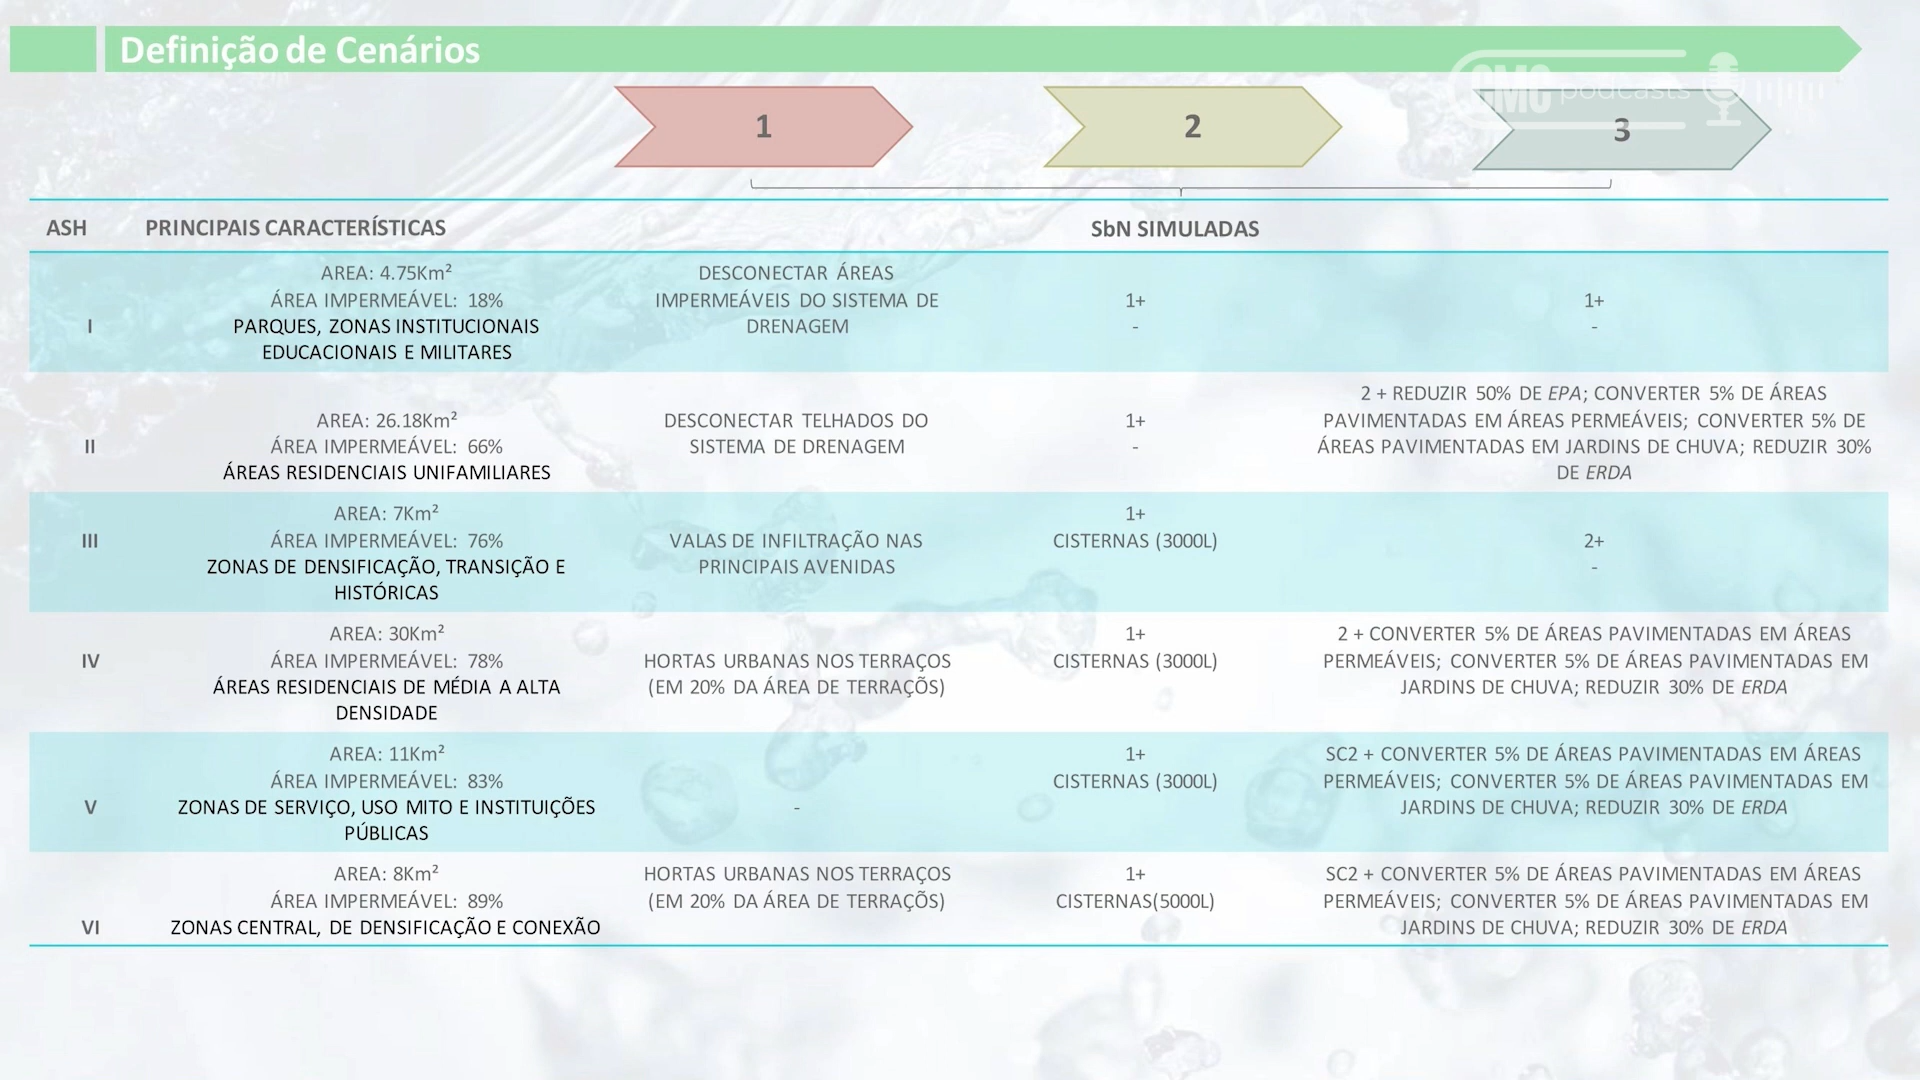 Definição de Cenários
CMC podcasts
1
2
3
ASH
PRINCIPAIS CARACTERÍSTICAS
SbN SIMULADAS
I
AREA: 4.75Km²
ÁREA IMPERMEÁVEL: 18%
PARQUES, ZONAS INSTITUCIONAIS
EDUCACIONAIS E MILITARES
DESCONECTAR ÁREAS
IMPERMEÁVEIS DO SISTEMA DE
DRENAGEM
1+
-
1+
-
II
AREA: 26.18Km²
ÁREA IMPERMEÁVEL: 66%
ÁREAS RESIDENCIAIS UNIFAMILIARES
DESCONECTAR TELHADOS DO
SISTEMA DE DRENAGEM
1+
-
2 + REDUZIR 50% DE EPA; CONVERTER 5% DE ÁREAS
PAVIMENTADAS EM ÁREAS PERMEÁVEIS; CONVERTER 5% DE
ÁREAS PAVIMENTADAS EM JARDINS DE CHUVA; REDUZIR 30%
DE ERDA
III
AREA: 7Km²
ÁREA IMPERMEÁVEL: 76%
ZONAS DE DENSIFICAÇÃO, TRANSIÇÃO E
HISTÓRICAS
VALAS DE INFILTRAÇÃO NAS
PRINCIPAIS AVENIDAS
1+
CISTERNAS (3000L)
2+
-
IV
AREA: 30Km²
ÁREA IMPERMEÁVEL: 78%
ÁREAS RESIDENCIAIS DE MÉDIA A ALTA
DENSIDADE
HORTAS URBANAS NOS TERRAÇOS
(EM 20% DA ÁREA DE TERRAÇÕS)
1+
CISTERNAS (3000L)
2 + CONVERTER 5% DE ÁREAS PAVIMENTADAS EM ÁREAS
PERMEÁVEIS; CONVERTER 5% DE ÁREAS PAVIMENTADAS EM
JARDINS DE CHUVA; REDUZIR 30% DE ERDA
V
AREA: 11Km²
ÁREA IMPERMEÁVEL: 83%
ZONAS DE SERVIÇO, USO MITO E INSTITUIÇÕES
PÚBLICAS
-
1+
CISTERNAS (3000L)
SC2 + CONVERTER 5% DE ÁREAS PAVIMENTADAS EM ÁREAS
PERMEÁVEIS; CONVERTER 5% DE ÁREAS PAVIMENTADAS EM
JARDINS DE CHUVA; REDUZIR 30% DE ERDA
VI
AREA: 8Km²
ÁREA IMPERMEÁVEL: 89%
ZONAS CENTRAL, DE DENSIFICAÇÃO E CONEXÃO
HORTAS URBANAS NOS TERRAÇOS
(EM 20% DA ÁREA DE TERRAÇÕS)
1+
CISTERNAS(5000L)
SC2 + CONVERTER 5% DE ÁREAS PAVIMENTADAS EM ÁREAS
PERMEÁVEIS; CONVERTER 5% DE ÁREAS PAVIMENTADAS EM
JARDINS DE CHUVA; REDUZIR 30% DE ERDA